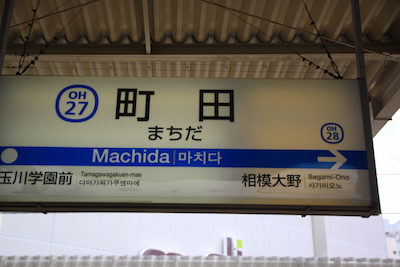 OH
27
町田
まちだ
OH
28
Machida | 마치다
玉川学園前
Tamagawagakuen-mae
다마가와가쿠엔마에
相模大野
Sagami-Ono
사가미오노